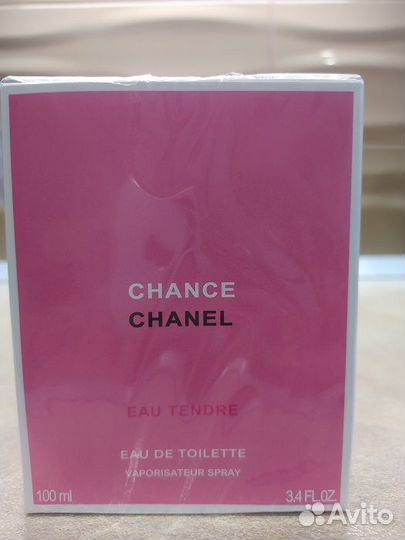 CHANCE
CHANEL
EAU TENDRE
EAU DE TOILETTE
VAPORISATEUR SPRAY
100 ml 3.4 FL.OZ.
Avito